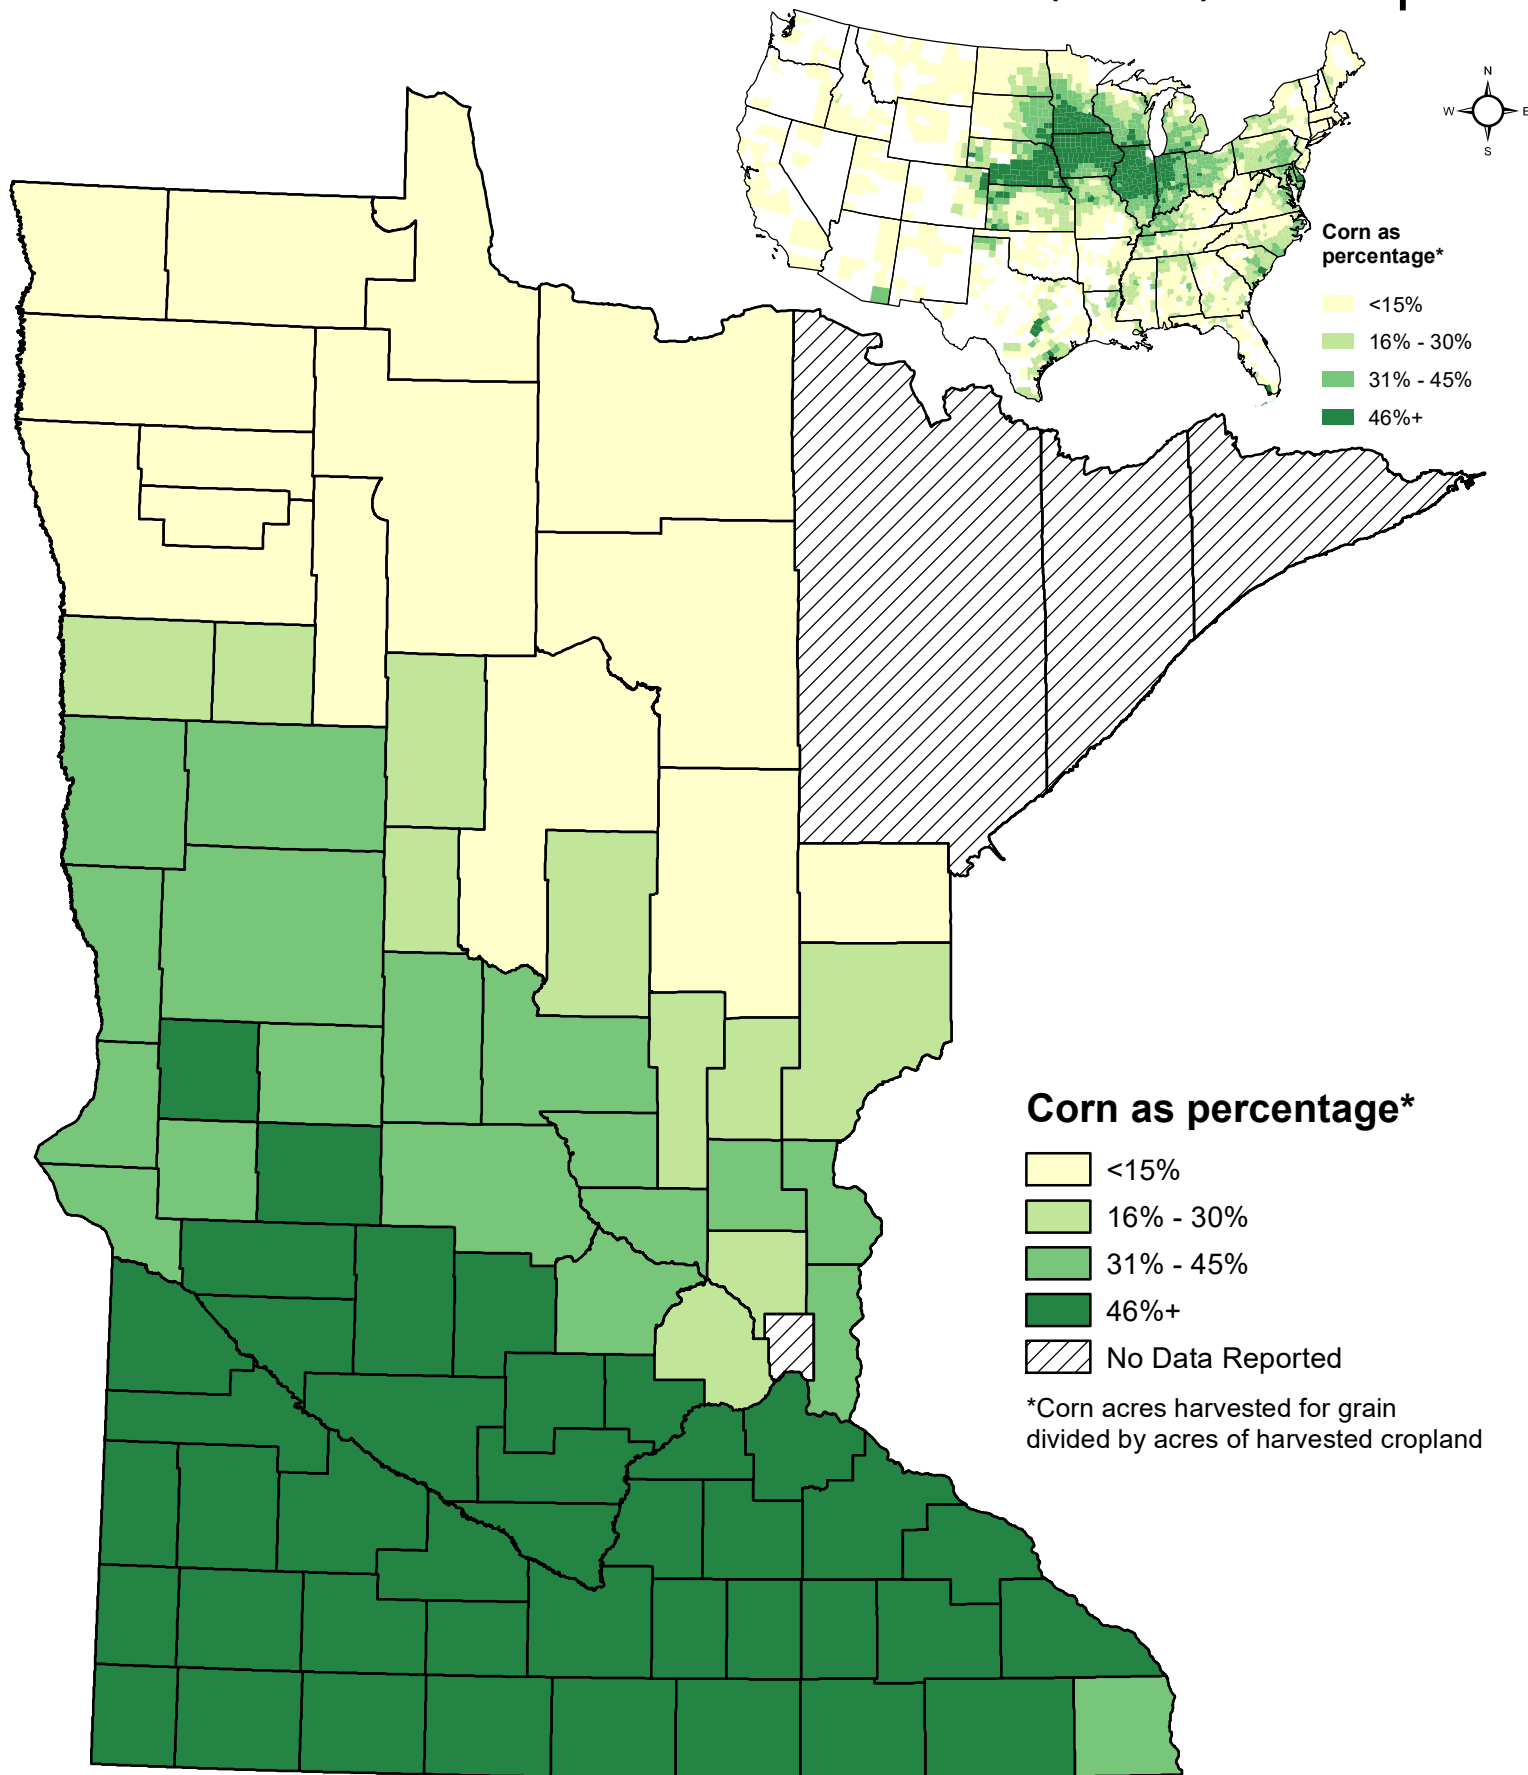 N
W
E
S
Corn as
percentage*
<15%
16% - 30%
31% - 45%
46%+
Corn as percentage*
<15%
16% - 30%
31% - 45%
46%+
No Data Reported
*Corn acres harvested for grain
divided by acres of harvested cropland